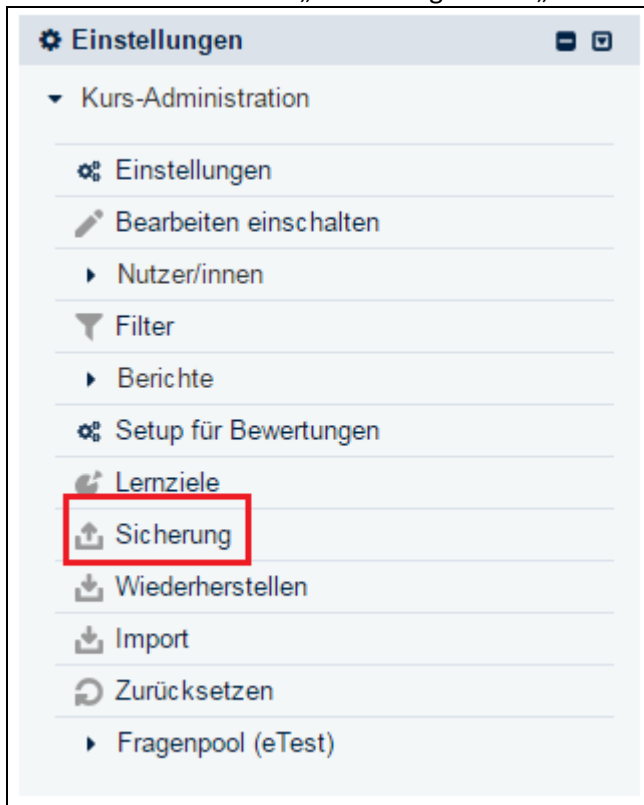 Einstellungen
Kurs-Administration
Einstellungen
Bearbeiten einschalten
Nutzer/innen
Filter
Berichte
Setup für Bewertungen
Lernziele
Sicherung
Wiederherstellen
Import
Zurücksetzen
Fragenpool (eTest)